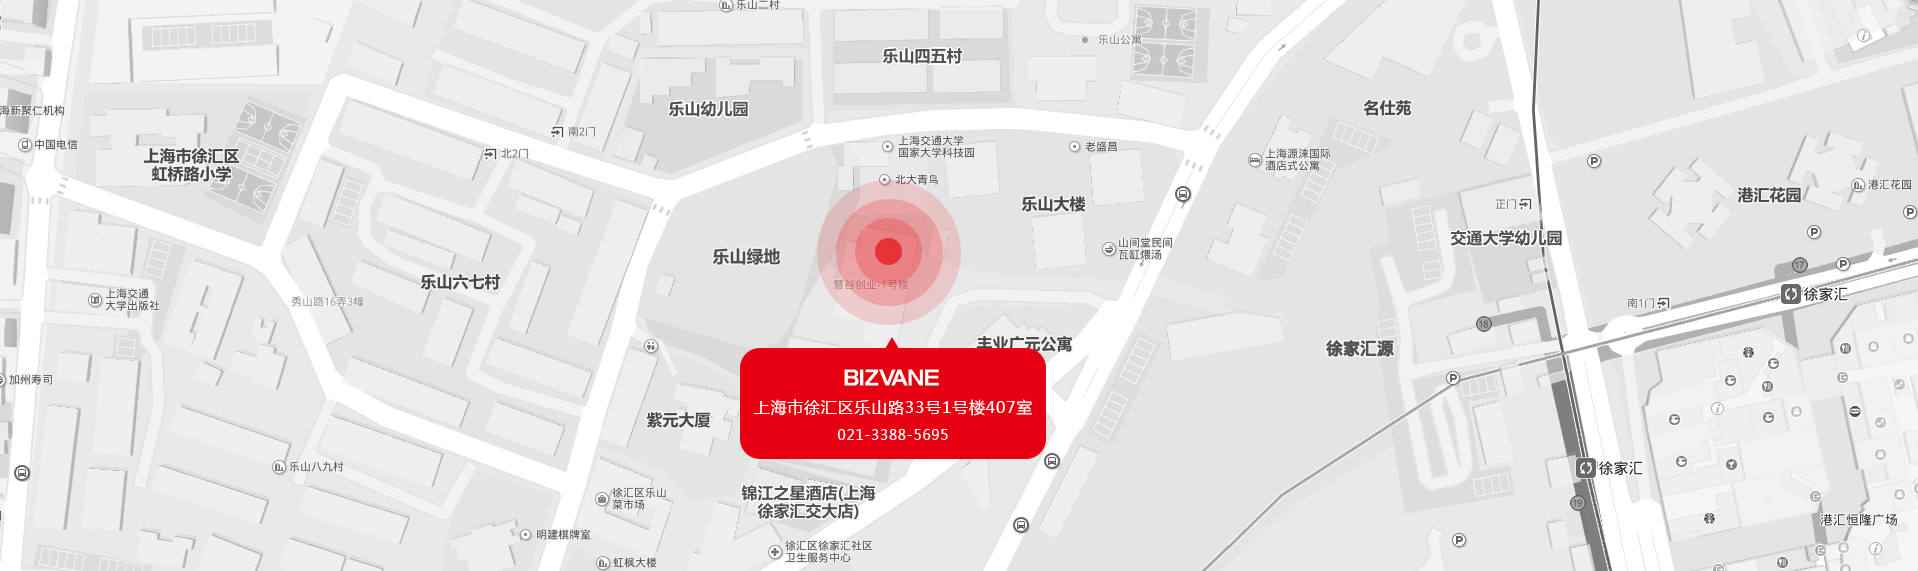 乐山二村
乐山公寓
乐山四五村
乐山幼儿园
名仕苑
海新聚仁机构
中国电信
上海市徐汇区
虹桥路小学
南2门
北2门
上海交通大学
国家大学科技园
老盛昌
上海源涞国际
酒店式公寓
北大青鸟
港汇花园
港汇花园
乐山大楼
正门
交通大学幼儿园
山间堂民间
瓦缸煨汤
乐山绿地
乐山六七村
慧谷创业-1号楼
17
徐家汇
上海交通
大学出版社
秀山路16弄3幢
南1门
18
丰业广元公寓
徐家汇源
加州寿司
BIZVANE
上海市徐汇区乐山路33号1号楼407室
021-3388-5695
紫元大厦
乐山八九村
徐家汇
徐汇区乐山
菜市场
锦江之星酒店(上海
徐家汇交大店)
19
港汇恒隆广场
明建棋牌室
徐汇区徐家汇社区
卫生服务中心
虹枫大楼